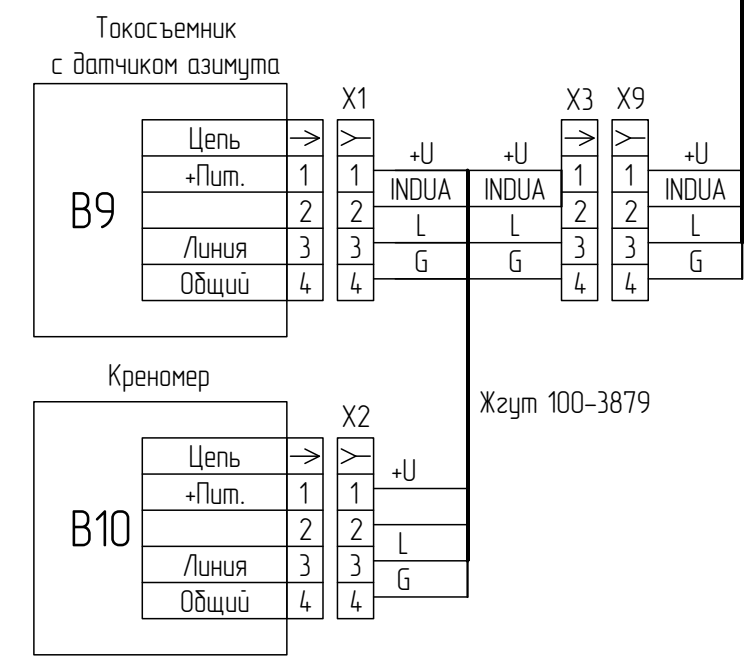 Токосъемник
с датчиком азимута
X1 X3 X9
Цепь
+U +U +U
+Пит. 1 1 INDUA INDUA 1 1 INDUA
B9
2 2 L L 2 2 L
Линия 3 3 G G 3 3 G
Общий 4 4 4 4
Креномер
Жгут 100-3879
X2
Цепь
+U
+Пит. 1 1
B10
2 2
L
Линия 3 3
G
Общий 4 4